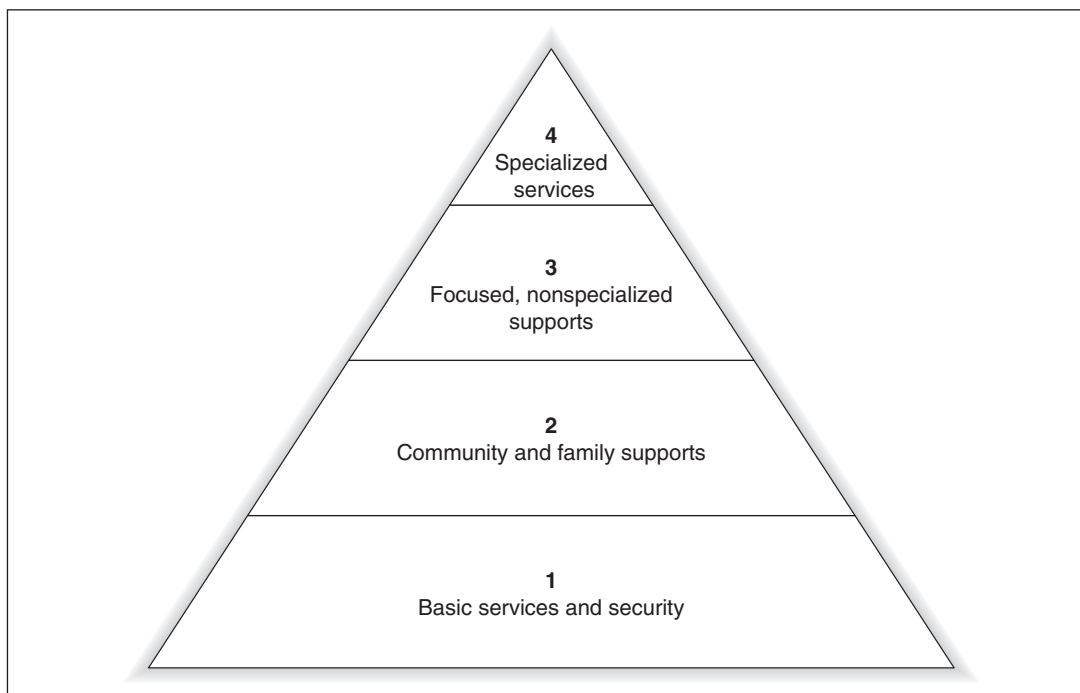 4
Specialized
services
3
Focused, nonspecialized
supports
2
Community and family supports
1
Basic services and security